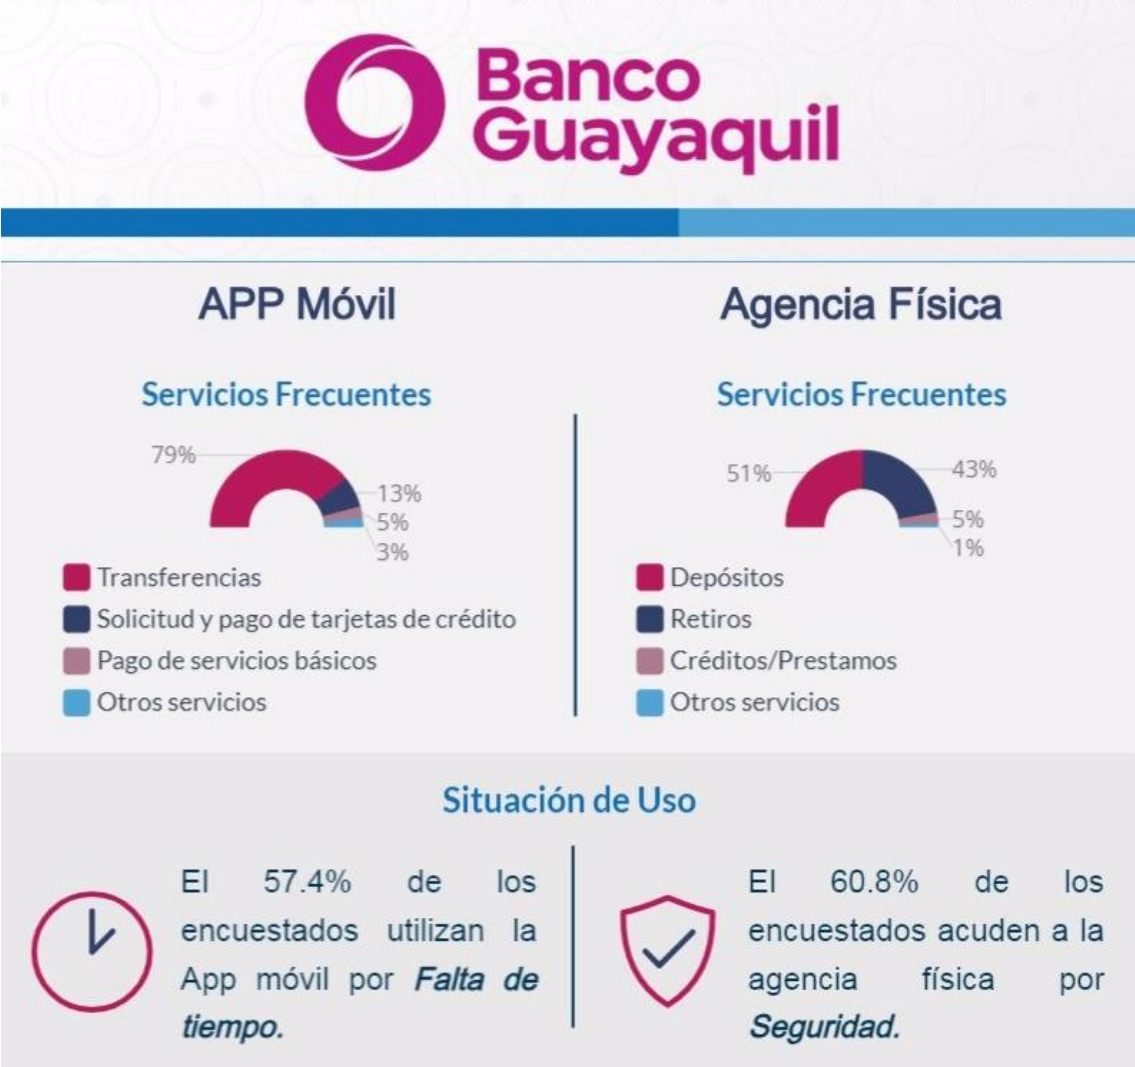 Banco
Guayaquil
APP Móvil
Servicios Frecuentes
79%
13%
5%
3%
Transferencias
Solicitud y pago de tarjetas de crédito
Pago de servicios básicos
Otros servicios
Agencia Física
Servicios Frecuentes
51%
43%
5%
1%
Depósitos
Retiros
Créditos/Prestamos
Otros servicios
Situación de Uso
El 57.4% de los
encuestados utilizan la
App móvil por Falta de
tiempo.
El 60.8% de los
encuestados acuden a la
agencia física por
Seguridad.